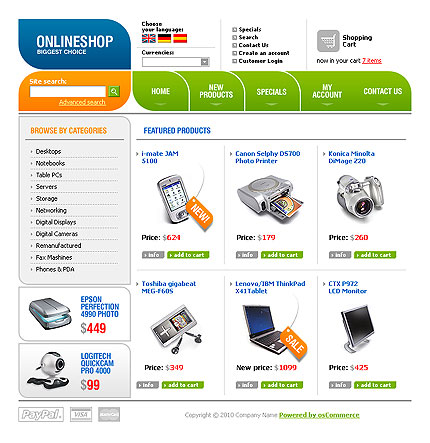 ONLINESHOP
BIGGEST CHOICE
Choose
your language:
Currencies:
Specials
Search
Contact Us
Create an account
Customer Login
Shopping
Cart
now in your cart 7 items
Site search:
Advanced search
HOME
NEW
PRODUCTS
SPECIALS
MY
ACCOUNT
CONTACT US
BROWSE BY CATEGORIES
Desktops
Notebooks
Table PCs
Servers
Storage
Networking
Digital Displays
Digital Cameras
Remanufactured
Fax Mashines
Phones & PDA
EPSON
PERFECTION
4990 PHOTO
$449
LOGITECH
QUICKCAM
PRO 4000
$99
FEATURED PRODUCTS
i-mate JAM
S100
NEW!
Price: $624
info
add to cart
Canon Selphy DS700
Photo Printer
Price: $179
info
add to cart
Konica Minolta
DiMage Z20
Price: $260
info
add to cart
Toshiba gigabeat
MEG-F60S
Price: $349
info
add to cart
Lenovo/IBM ThinkPad
X41Tablet
SALE
New price: $1099
info
add to cart
CTX P972
LCD Monitor
Price: $425
info
add to cart
PayPal
VISA
Copyright © 2010 Company Name Powered by osCommerce